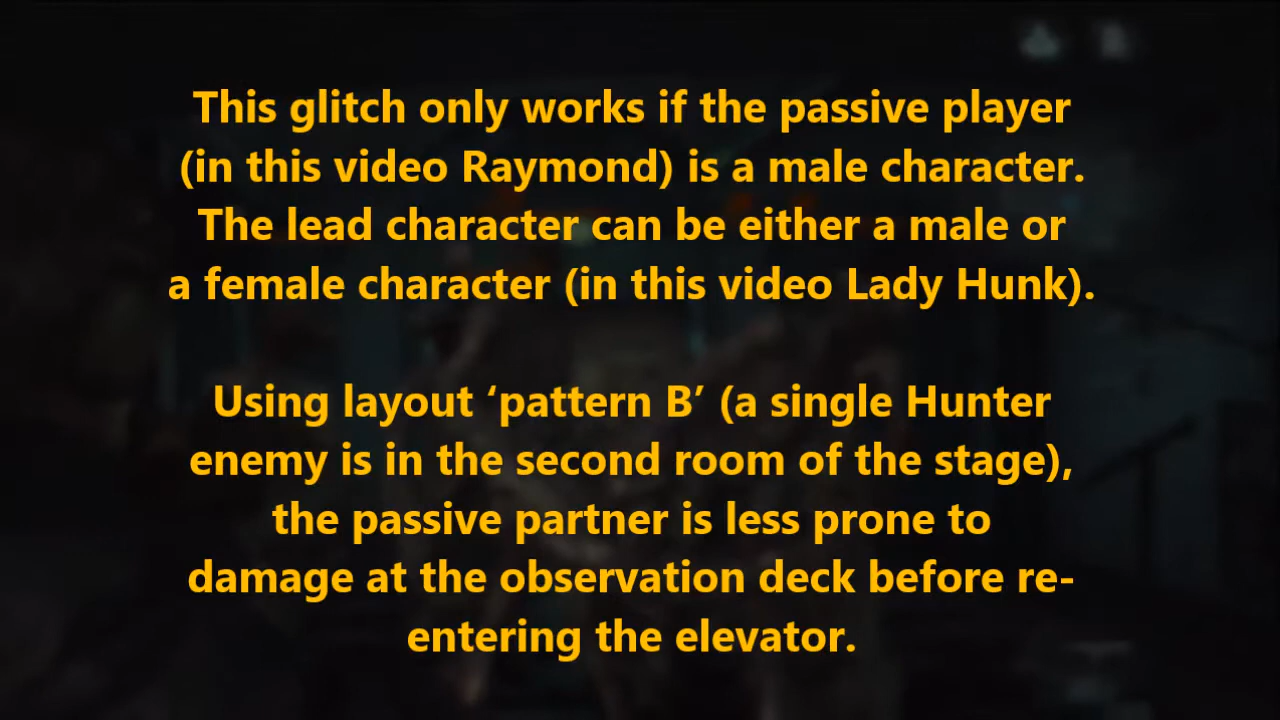 This glitch only works if the passive player
(in this video Raymond) is a male character.
The lead character can be either a male or
a female character (in this video Lady Hunk).
Using layout ‘pattern B’ (a single Hunter
enemy is in the second room of the stage),
the passive partner is less prone to
damage at the observation deck before re-
entering the elevator.